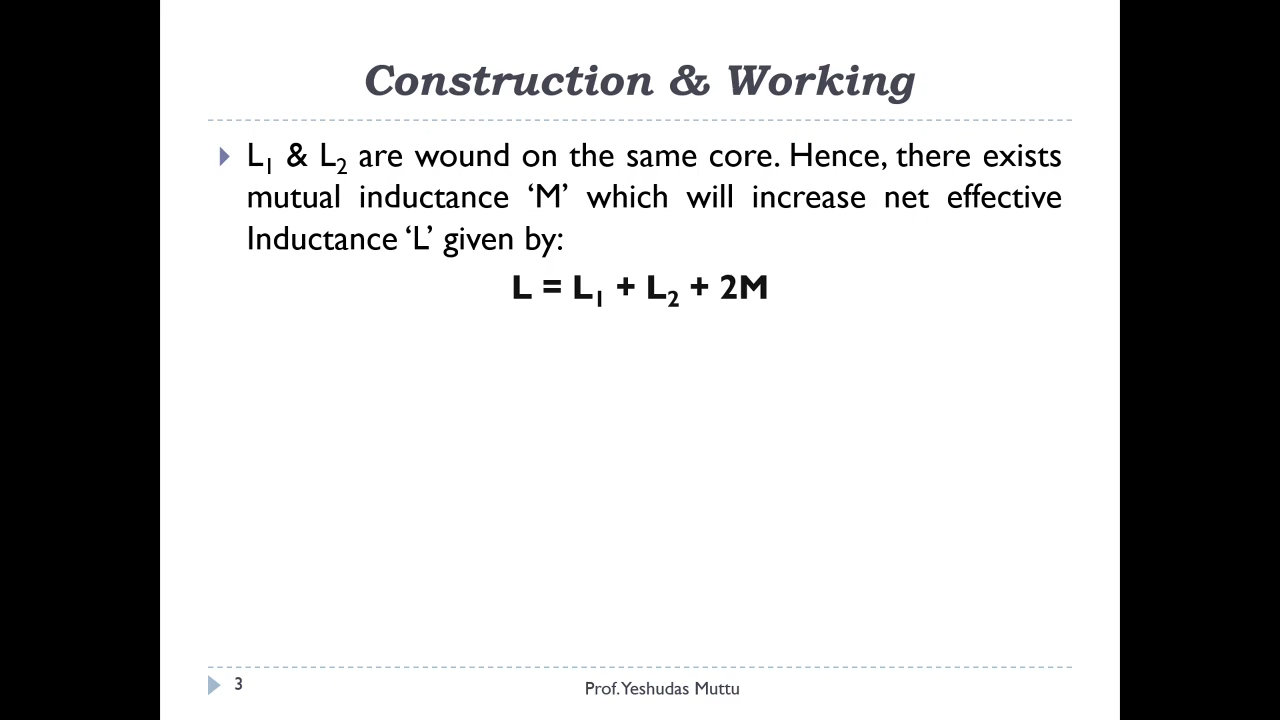 Construction & Working
L₁ & L₂ are wound on the same core. Hence, there exists
mutual inductance ‘M’ which will increase net effective
Inductance ‘L’ given by:
L = L₁ + L₂ + 2M
3
Prof. Yeshudas Muttu